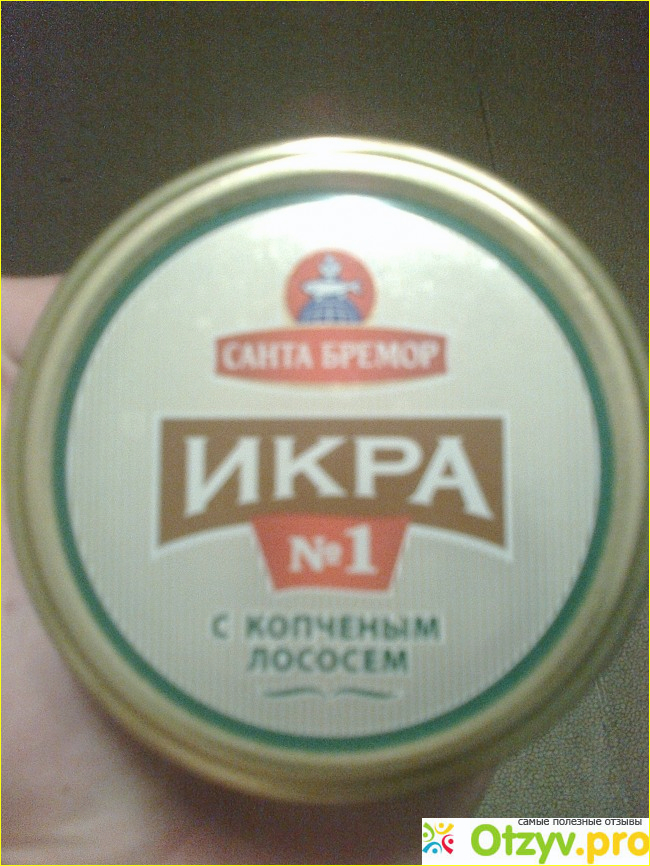 САНТА БРЕМОР
ИКРА
№1
С КОПЧЕНЫМ
ЛОСОСЕМ
самые полезные отзывы
Otzyv.pro